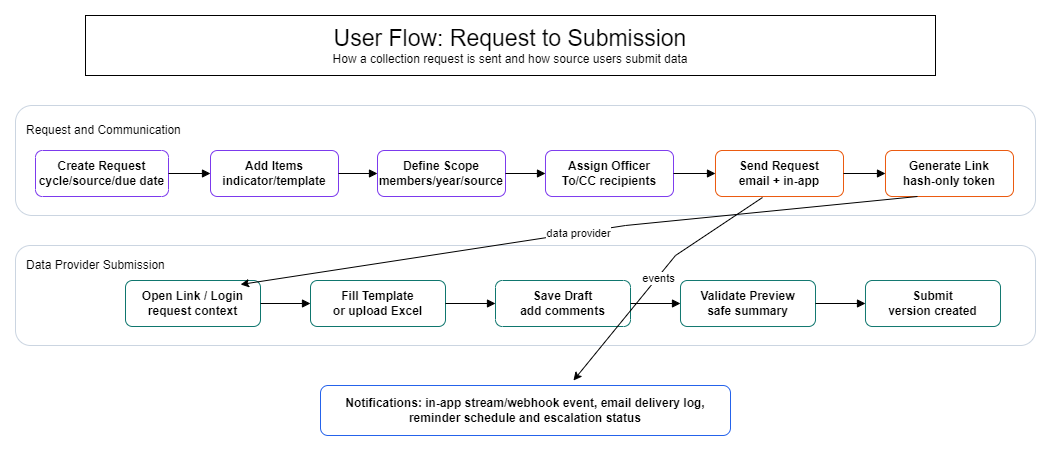 User Flow: Request to Submission
How a collection request is sent and how source users submit data
Request and Communication
Create Request
cycle/source/due date
Add Items
indicator/template
Define Scope
members/year/source
Assign Officer
To/CC recipients
Send Request
email + in-app
Generate Link
hash-only token
data provider
Data Provider Submission
events
Open Link / Login
request context
Fill Template
or upload Excel
Save Draft
add comments
Validate Preview
safe summary
Submit
version created
Notifications: in-app stream/webhook event, email delivery log,
reminder schedule and escalation status